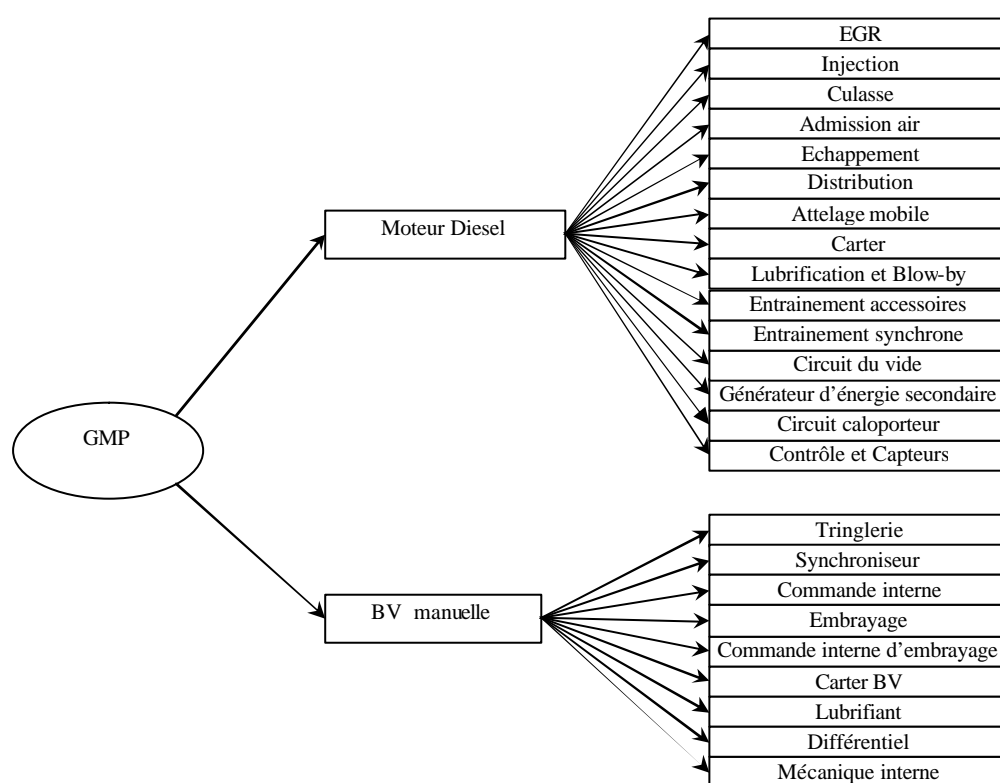 EGR
Injection
Culasse
Admission air
Echappement
Distribution
Moteur Diesel
Attelage mobile
Carter
Lubrification et Blow-by
Entrainement accessoires
Entrainement synchrone
Circuit du vide
Générateur d'énergie secondaire
Circuit caloporteur
Contrôle et Capteurs
GMP
Tringlerie
Synchroniseur
Commande interne
BV manuelle
Embrayage
Commande interne d'embrayage
Carter BV
Lubrifiant
Différentiel
Mécanique interne